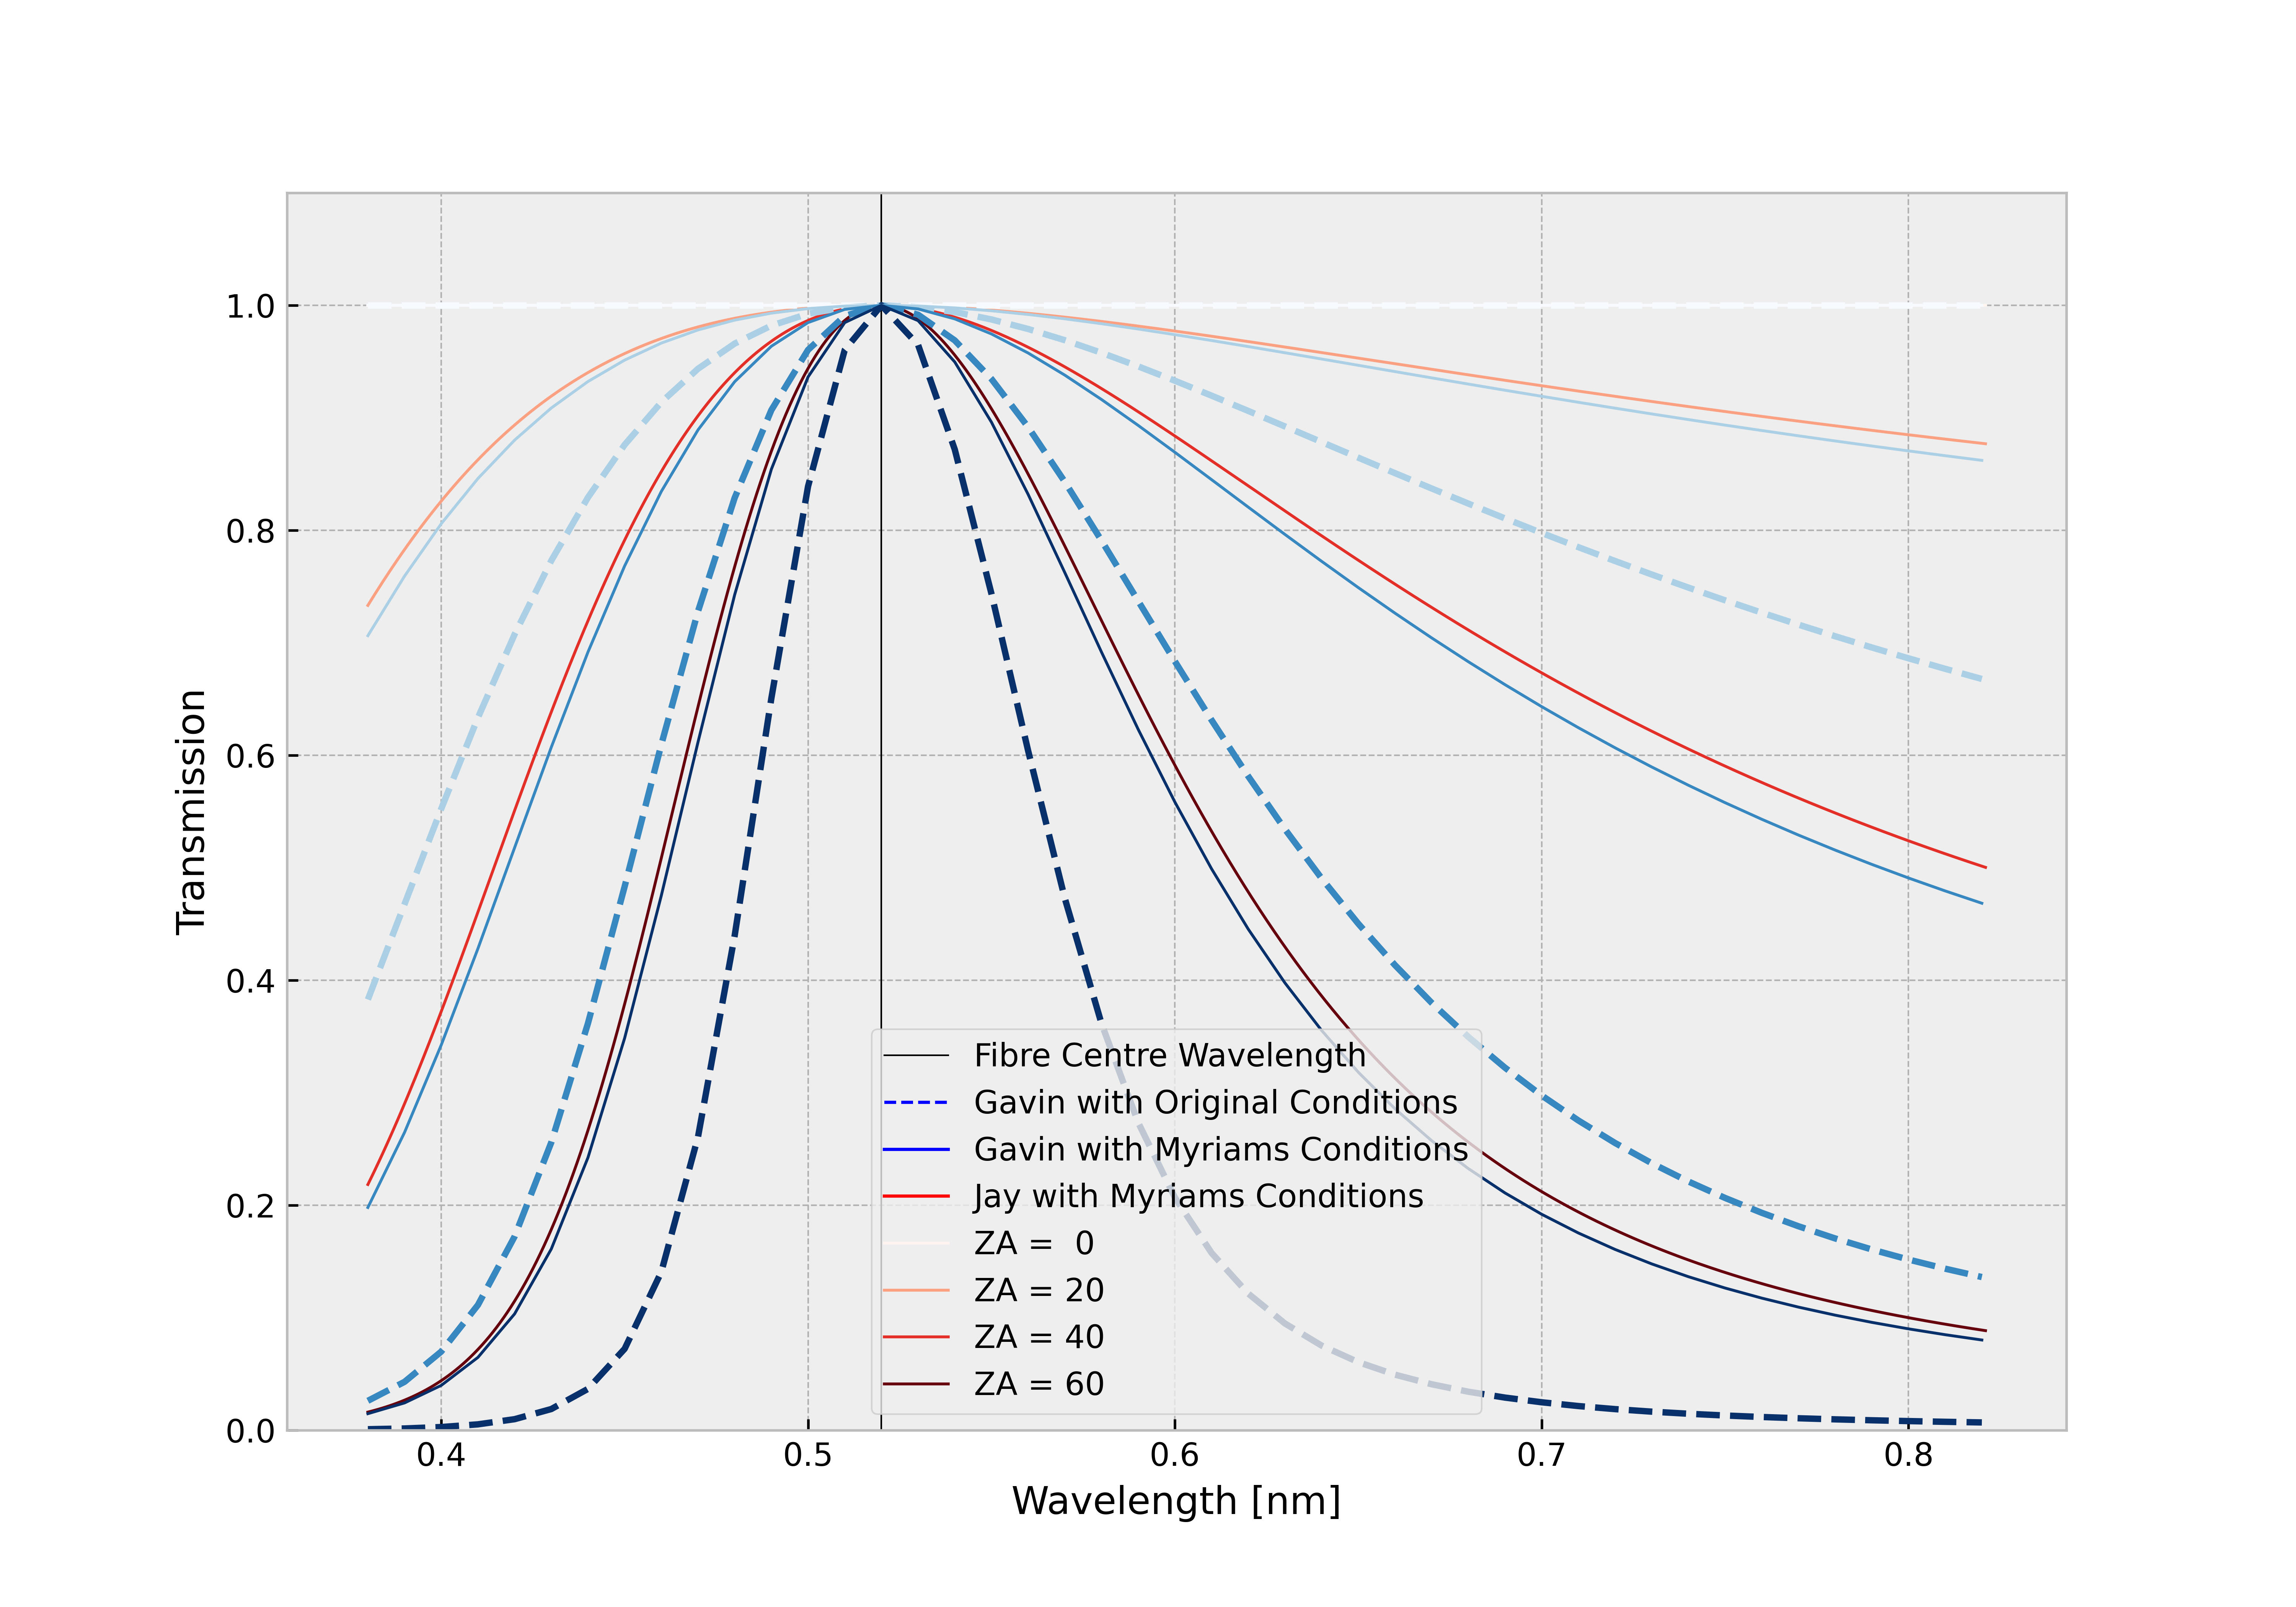 1.0
0.8
0.6
0.4
0.2
0.0
Transmission
Fibre Centre Wavelength
Gavin with Original Conditions
Gavin with Myriams Conditions
Jay with Myriams Conditions
ZA =  0
ZA = 20
ZA = 40
ZA = 60
0.4 0.5 0.6 0.7 0.8
Wavelength [nm]